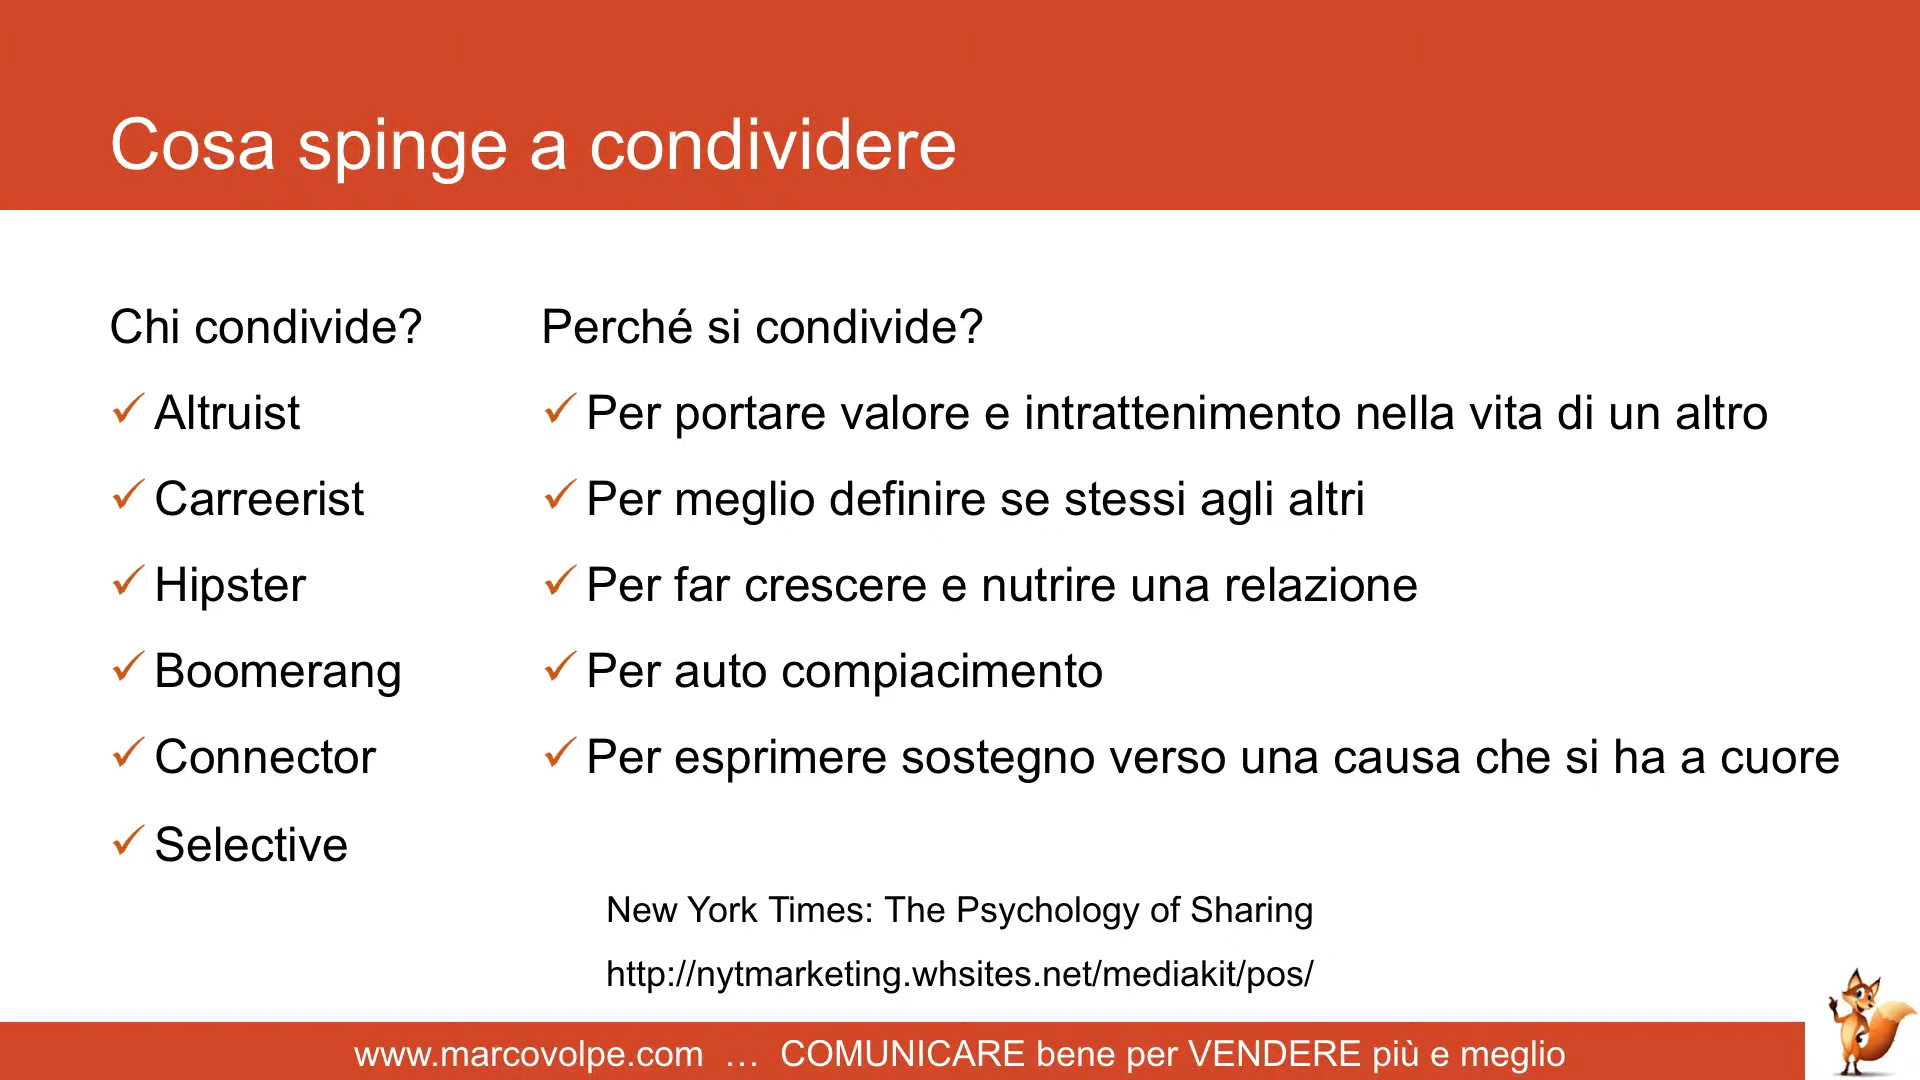 Cosa spinge a condividere
Chi condivide?
Altruist
Carreerist
Hipster
Boomerang
Connector
Selective
Perché si condivide?
Per portare valore e intrattenimento nella vita di un altro
Per meglio definire se stessi agli altri
Per far crescere e nutrire una relazione
Per auto compiacimento
Per esprimere sostegno verso una causa che si ha a cuore
New York Times: The Psychology of Sharing
http://nytmarketing.whsites.net/mediakit/pos/
www.marcovolpe.com … COMUNICARE bene per VENDERE più e meglio